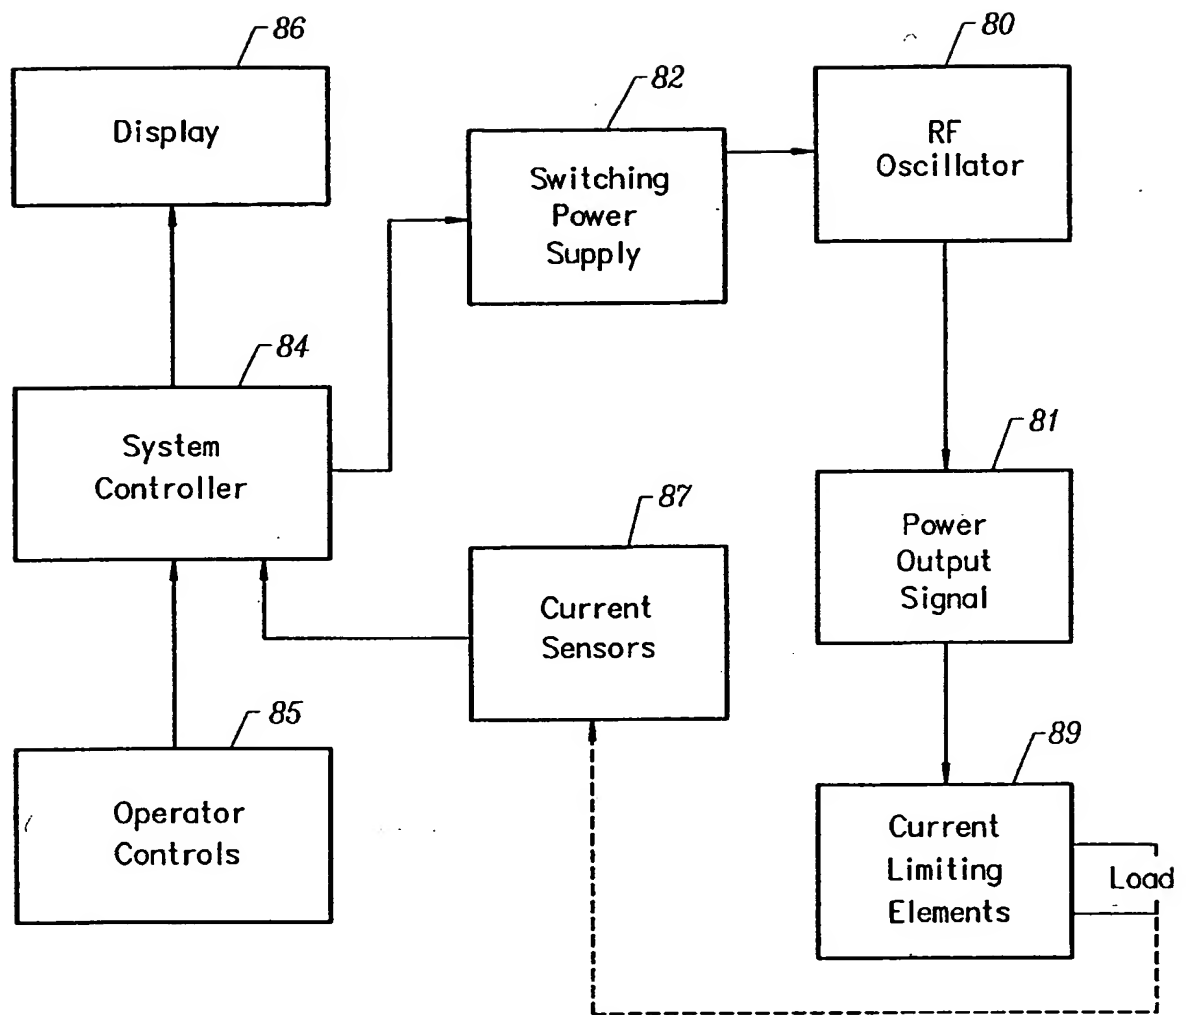 86
Display
82
Switching
Power
Supply
80
RF
Oscillator
84
System
Controller
81
Power
Output
Signal
87
Current
Sensors
85
Operator
Controls
89
Current
Limiting
Elements
Load